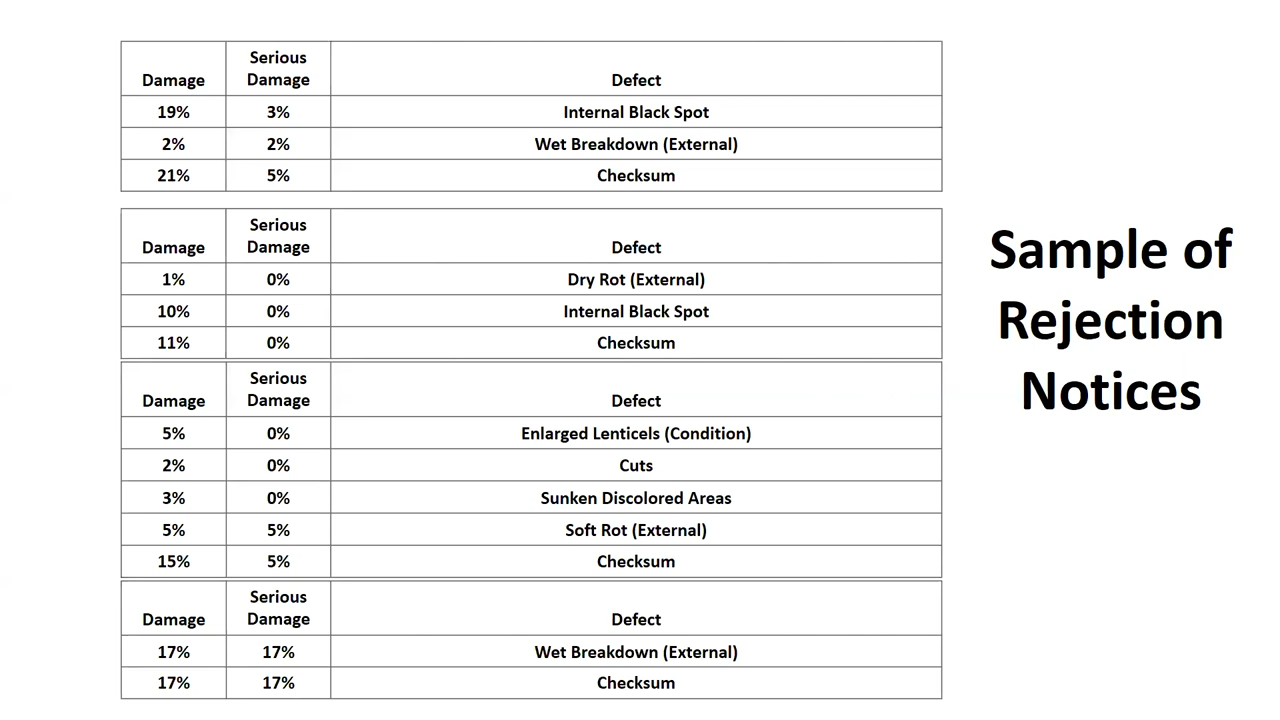 Damage Serious Damage Defect
19% 3% Internal Black Spot
2% 2% Wet Breakdown (External)
21% 5% Checksum
Damage Serious Damage Defect
1% 0% Dry Rot (External)
10% 0% Internal Black Spot
11% 0% Checksum
Damage Serious Damage Defect
5% 0% Enlarged Lenticels (Condition)
2% 0% Cuts
3% 0% Sunken Discolored Areas
5% 5% Soft Rot (External)
15% 5% Checksum
Damage Serious Damage Defect
17% 17% Wet Breakdown (External)
17% 17% Checksum
Sample of
Rejection
Notices